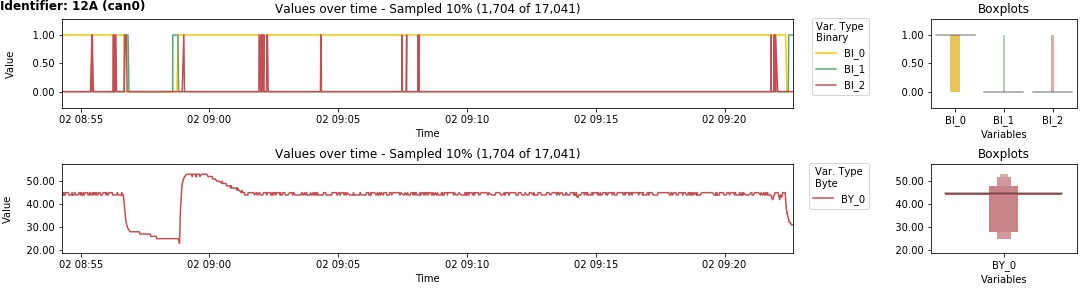 Identifier: 12A (can0)
Values over time - Sampled 10% (1,704 of 17,041)
Value
1.00
0.50
0.00
02 08:55
02 09:00
02 09:05
02 09:10
02 09:15
02 09:20
Time
Var. Type
Binary
BI_0
BI_1
BI_2
Boxplots
1.00
0.50
0.00
BI_0
BI_1
BI_2
Variables
Values over time - Sampled 10% (1,704 of 17,041)
Value
50.00
40.00
30.00
20.00
02 08:55
02 09:00
02 09:05
02 09:10
02 09:15
02 09:20
Time
Var. Type
Byte
BY_0
Boxplots
50.00
40.00
30.00
20.00
BY_0
Variables